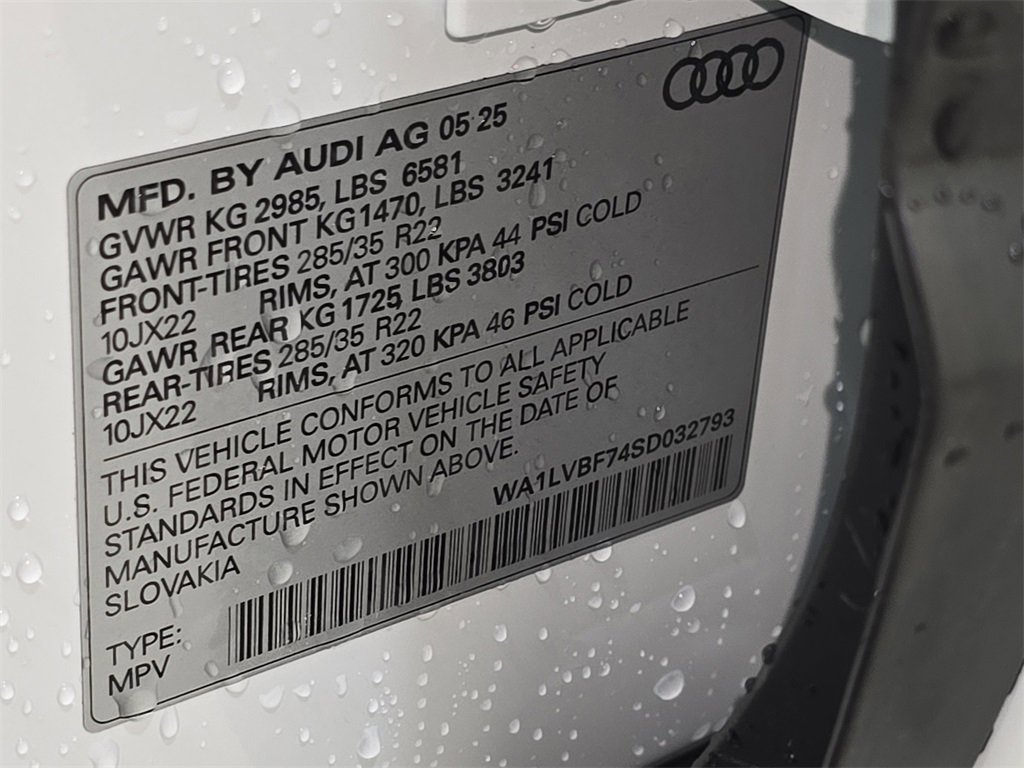 MFD. BY AUDI AG 05 25
GVWR KG 2985, LBS 6581
GAWR FRONT KG1470, LBS 3241
FRONT-TIRES 285/35 R22
10JX22 RIMS, AT 300 KPA 44 PSI COLD
GAWR REAR KG 1725, LBS 3803
REAR-TIRES 285/35 R22
10JX22 RIMS, AT 320 KPA 46 PSI COLD
THIS VEHICLE CONFORMS TO ALL APPLICABLE
U.S. FEDERAL MOTOR VEHICLE SAFETY
STANDARDS IN EFFECT ON THE DATE OF
MANUFACTURE SHOWN ABOVE.
SLOVAKIA
WA1LVBF74SD032793
TYPE:
MPV